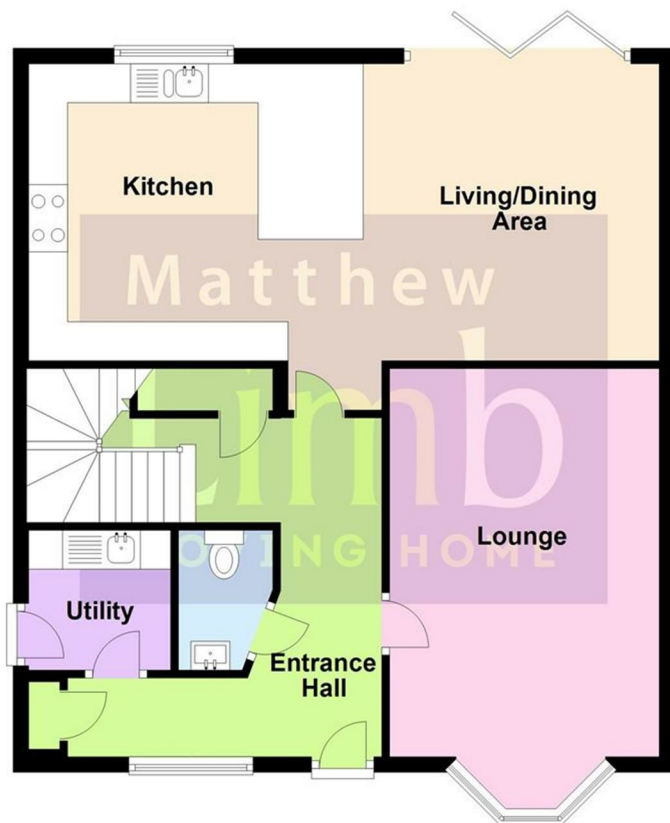 Kitchen
Living/Dining
Area
Matthew
Limb
MOVING HOME
Lounge
Utility
Entrance
Hall